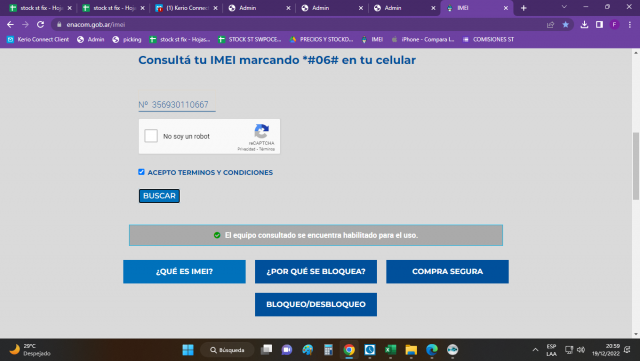 stock st fix - Hojas
stock st fix - Hojas
(1) Kerio Connect
Admin
Admin
Admin
IMEI
enacom.gob.ar/imei
Kerio Connect Client
Admin
picking
stock st fix - Hojas...
STOCK ST SWPOCE...
PRECIOS Y STOCKD...
IMEI
iPhone - Compara l...
COMISIONES ST
Consultá tu IMEI marcando *#06# en tu celular
Nº 356930110667
No soy un robot
reCAPTCHA
Privacidad - Términos
ACEPTO TERMINOS Y CONDICIONES
BUSCAR
El equipo consultado se encuentra habilitado para el uso.
¿QUÉ ES IMEI?
¿POR QUÉ SE BLOQUEA?
COMPRA SEGURA
BLOQUEO/DESBLOQUEO
29°C
Despejado
Búsqueda
ESP
LAA
20:59
19/12/2022